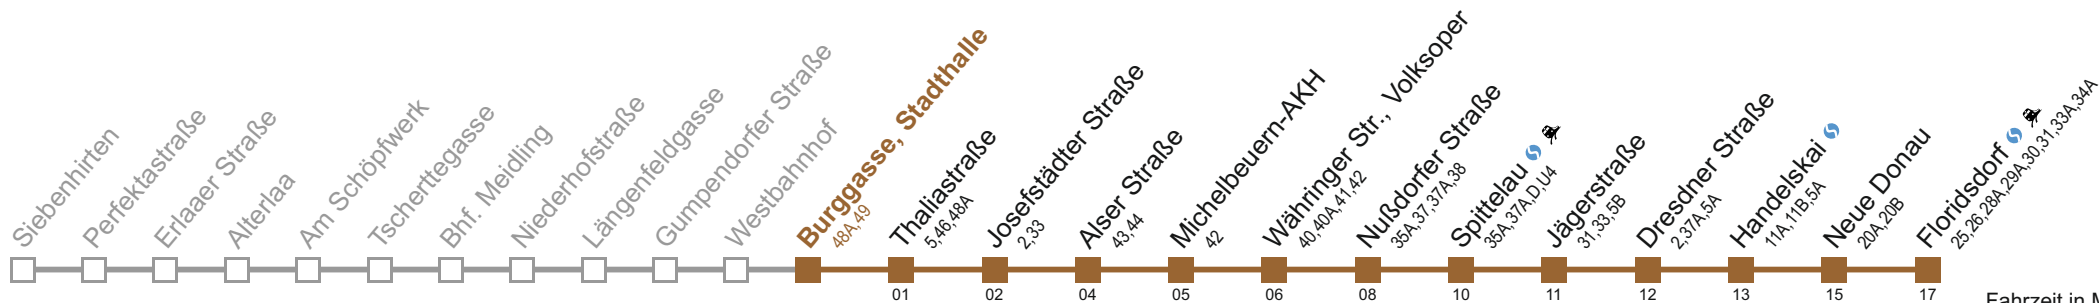 Siebenhirten
Perfektastraße
Erlaaer Straße
Alterlaa
Am Schöpfwerk
Tscherttegasse
Bhf. Meidling
Niederhofstraße
Längenfeldgasse
Gumpendorfer Straße
Westbahnhof
Burggasse, Stadthalle
48A,49
Thaliastraße
5,46,48A
Josefstädter Straße
2,33
Alser Straße
43,44
Michelbeuern-AKH
42
Währinger Str., Volksoper
40,40A,41,42
Nußdorfer Straße
35A,37,37A,38
Spittelau
35A,37A,D,U4
Jägerstraße
31,33,5B
Dresdner Straße
2,37A,5A
Handelskai
11A,11B,5A
Neue Donau
20A,20B
Floridsdorf
25,26,28A,29A,30,31,33A,34A
01 02 04 05 06 08 10 11 12 13 15 17
Fahrzeit in